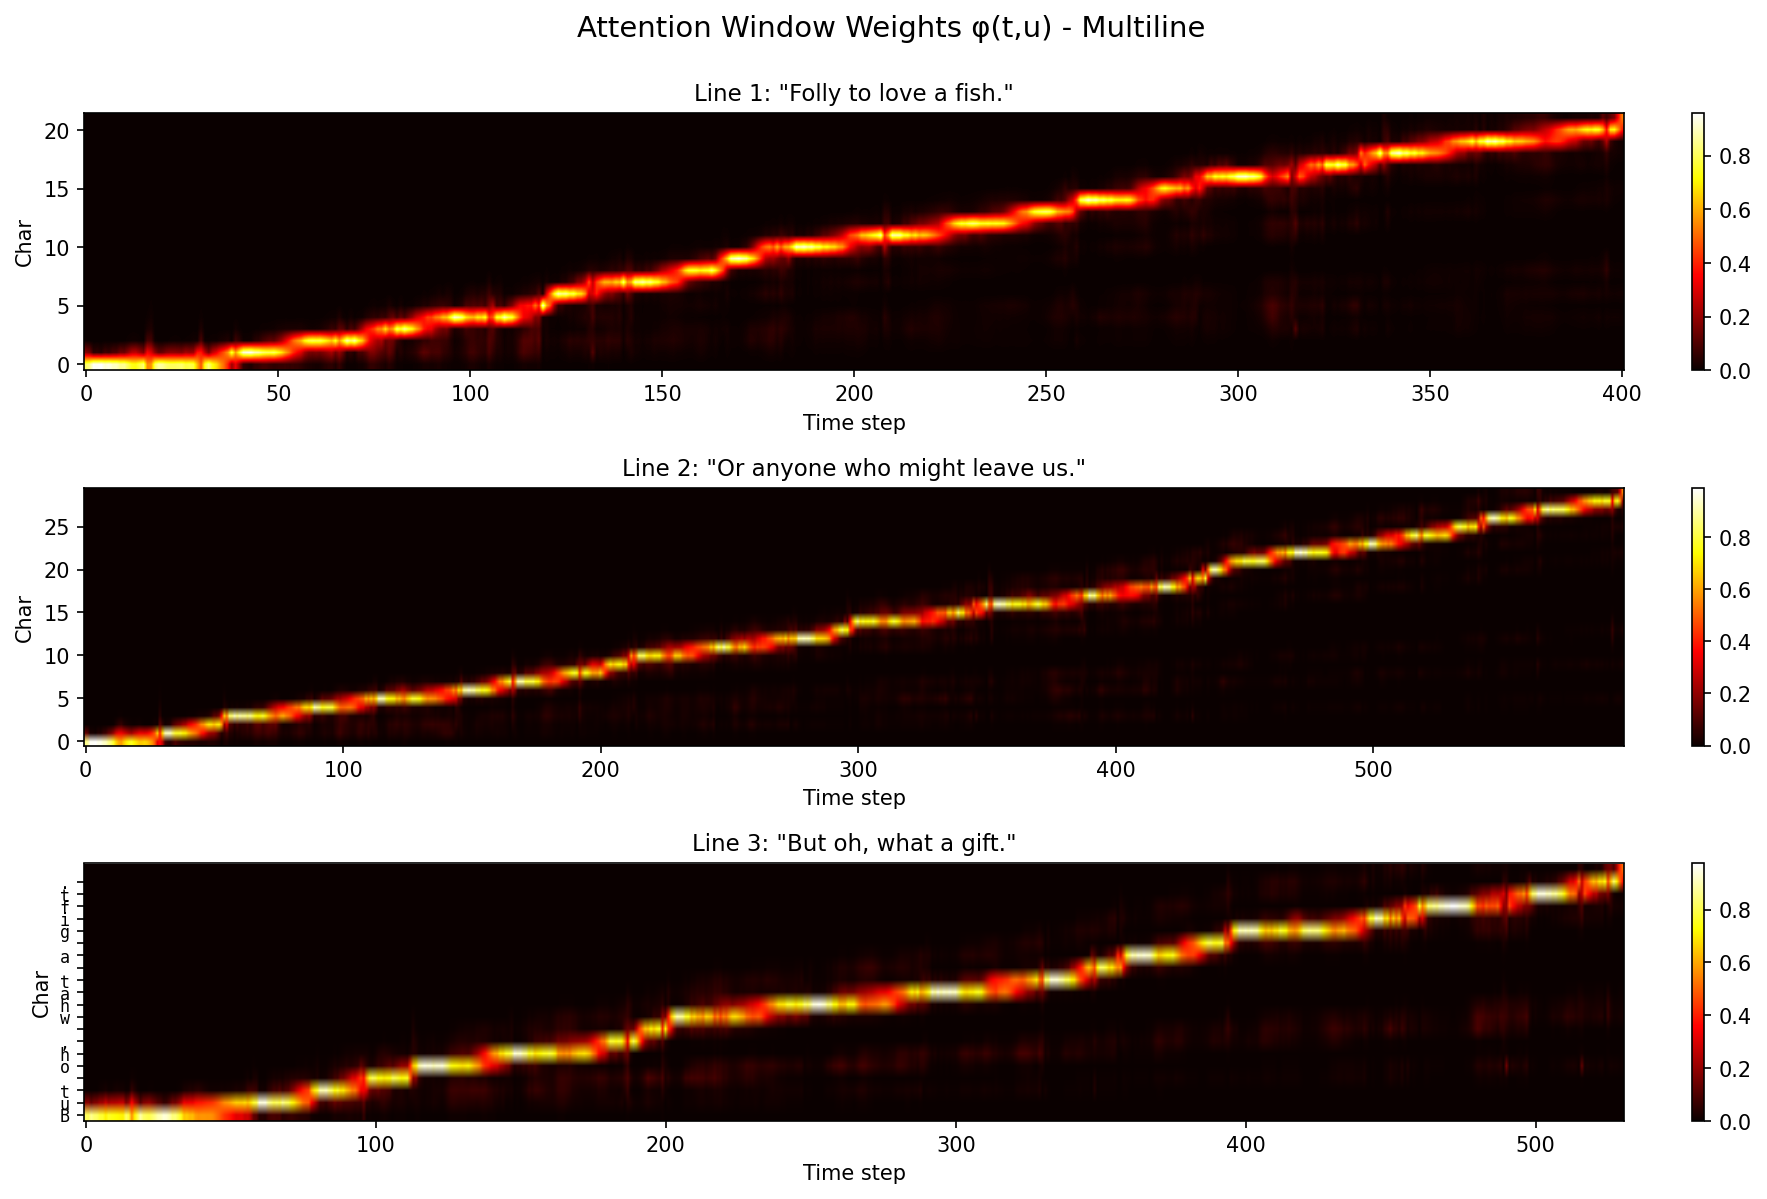 Attention Window Weights φ(t,u) - Multiline
Line 1: "Folly to love a fish."
Char
20
15
10
5
0
0 50 100 150 200 250 300 350 400
Time step
0.8
0.6
0.4
0.2
0.0
Line 2: "Or anyone who might leave us."
Char
25
20
15
10
5
0
0 100 200 300 400 500
Time step
0.8
0.6
0.4
0.2
0.0
Line 3: "But oh, what a gift."
Char
.
t
f
i
g
a
t
a
h
w
,
h
o
t
u
B
0 100 200 300 400 500
Time step
0.8
0.6
0.4
0.2
0.0